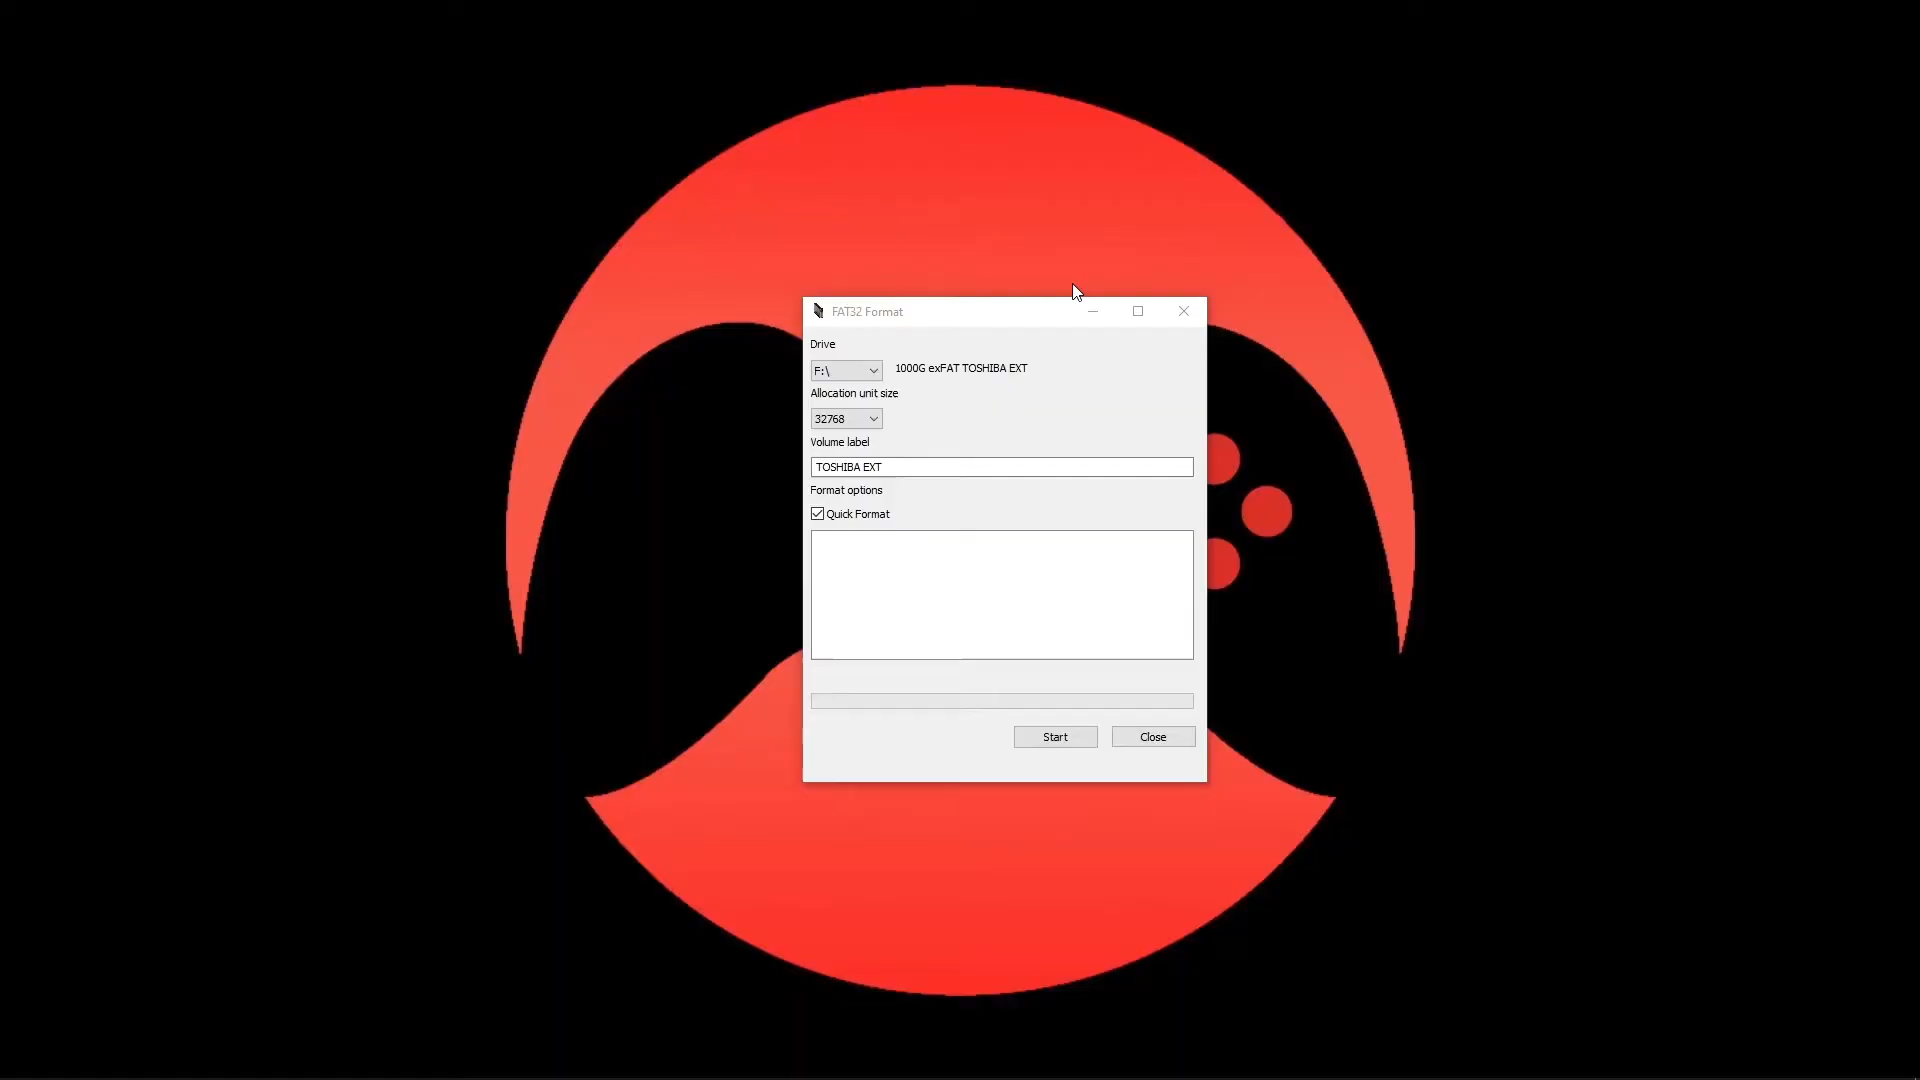 FAT32 Format
Drive
F:\ 1000G exFAT TOSHIBA EXT
Allocation unit size
32768
Volume label
TOSHIBA EXT
Format options
Quick Format
Start Close